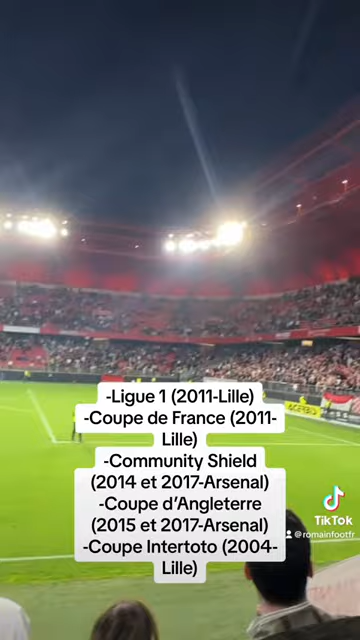 -Ligue 1 (2011-Lille)
-Coupe de France (2011-
Lille)
-Community Shield
(2014 et 2017-Arsenal)
-Coupe d’Angleterre
(2015 et 2017-Arsenal)
-Coupe Intertoto (2004-
Lille)
ACERBIS
TikTok
@romainfootfr